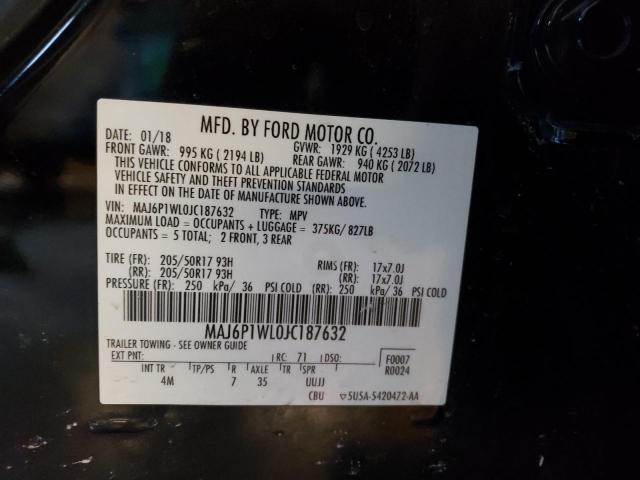 MFD. BY FORD MOTOR CO.
DATE: 01/18 GVWR: 1929 KG ( 4253 LB)
FRONT GAWR: 995 KG ( 2194 LB) REAR GAWR: 940 KG ( 2072 LB)
THIS VEHICLE CONFORMS TO ALL APPLICABLE FEDERAL MOTOR
VEHICLE SAFETY AND THEFT PREVENTION STANDARDS
IN EFFECT ON THE DATE OF MANUFACTURE SHOWN ABOVE.
VIN: MAJ6P1WL0JC187632 TYPE: MPV
MAXIMUM LOAD = OCCUPANTS + LUGGAGE = 375KG/ 827LB
OCCUPANTS = 5 TOTAL; 2 FRONT, 3 REAR
TIRE (FR): 205/50R17 93H RIMS (FR): 17x7.0J
(RR): 205/50R17 93H (RR): 17x7.0J
PRESSURE (FR): 250 kPa/ 36 PSI COLD (RR): 250 kPa/ 36 PSI COLD
MAJ6P1WL0JC187632
TRAILER TOWING - SEE OWNER GUIDE
EXT PNT: RC: 71 DSO: F0007
R0024
INT TR TP/PS R AXLE TR SPR
4M 7 35 UUJJ
CBU ▽5U5A-5420472-AA